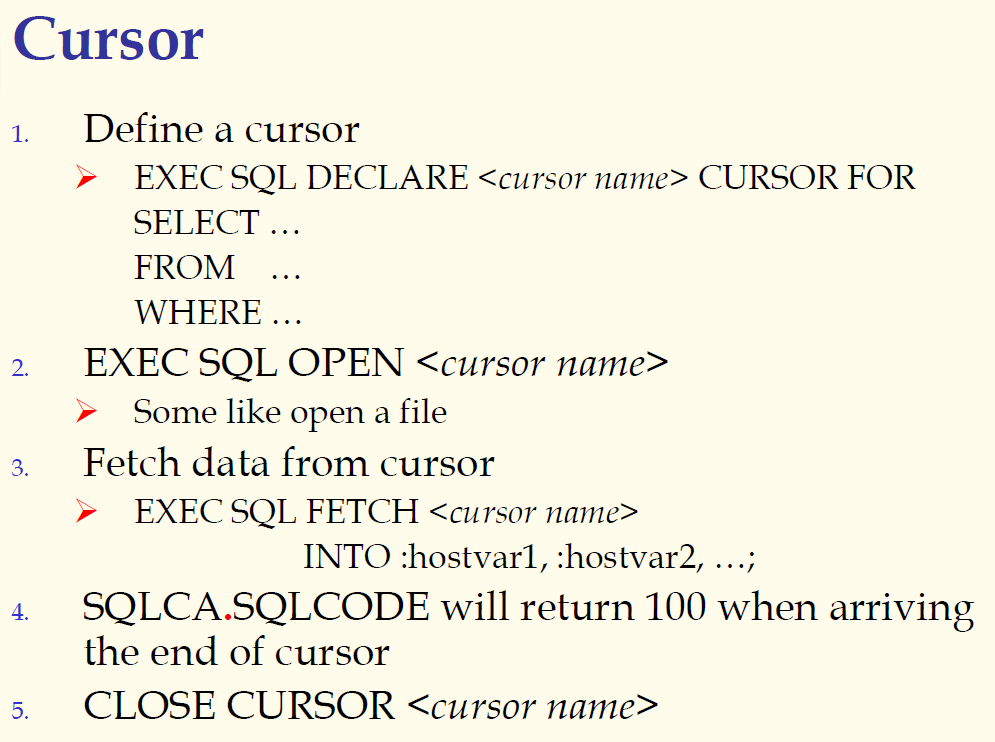 Cursor
1. Define a cursor
➢ EXEC SQL DECLARE <cursor name> CURSOR FOR
SELECT …
FROM …
WHERE …
2. EXEC SQL OPEN <cursor name>
➢ Some like open a file
3. Fetch data from cursor
➢ EXEC SQL FETCH <cursor name>
INTO :hostvar1, :hostvar2, …;
4. SQLCA.SQLCODE will return 100 when arriving
the end of cursor
5. CLOSE CURSOR <cursor name>